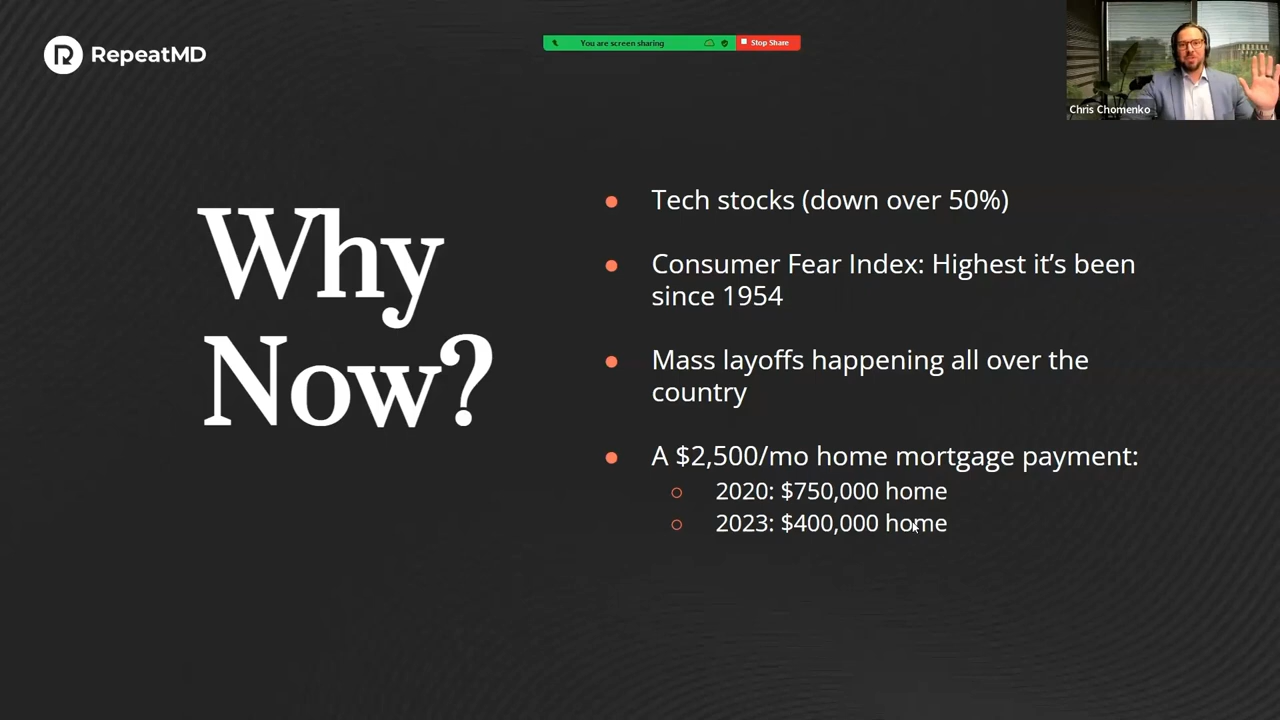 RepeatMD
You are screen sharing
Stop Share
Chris Chomenko
Why
Now?
● Tech stocks (down over 50%)
● Consumer Fear Index: Highest it's been
since 1954
● Mass layoffs happening all over the
country
● A $2,500/mo home mortgage payment:
○ 2020: $750,000 home
○ 2023: $400,000 home